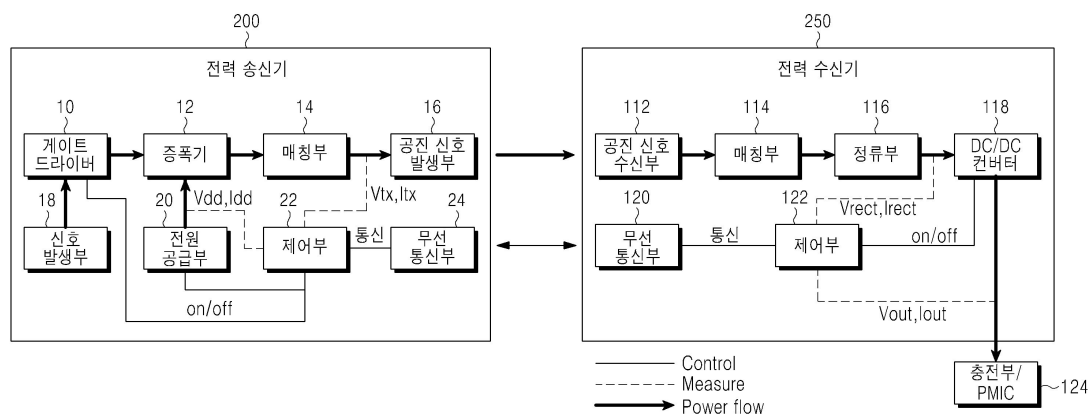 200
250
전력 송신기
전력 수신기
10
12
14
16
게이트
드라이버
증폭기
매칭부
공진 신호
발생부
112
114
116
118
공진 신호
수신부
매칭부
정류부
DC/DC
컨버터
Vdd,Idd
Vtx,Itx
Vrect,Irect
18
20
22
24
신호
발생부
전원
공급부
제어부
통신
무선
통신부
on/off
120
122
무선
통신부
통신
제어부
on/off
Vout,Iout
Control
Measure
Power flow
충전부/
PMIC
124